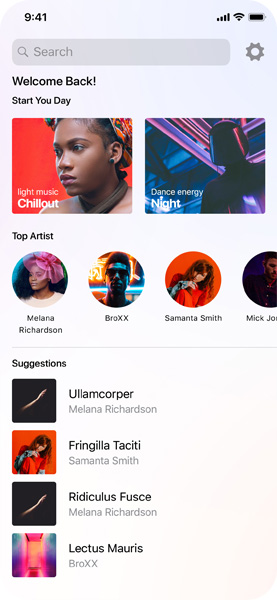 9:41
Search
Welcome Back!
Start You Day
light music
Chillout
Dance energy
Night
Top Artist
Melana
Richardson
BroXX
Samanta Smith
Mick Jo
Suggestions
Ullamcorper
Melana Richardson
Fringilla Taciti
Samanta Smith
Ridiculus Fusce
Melana Richardson
Lectus Mauris
BroXX